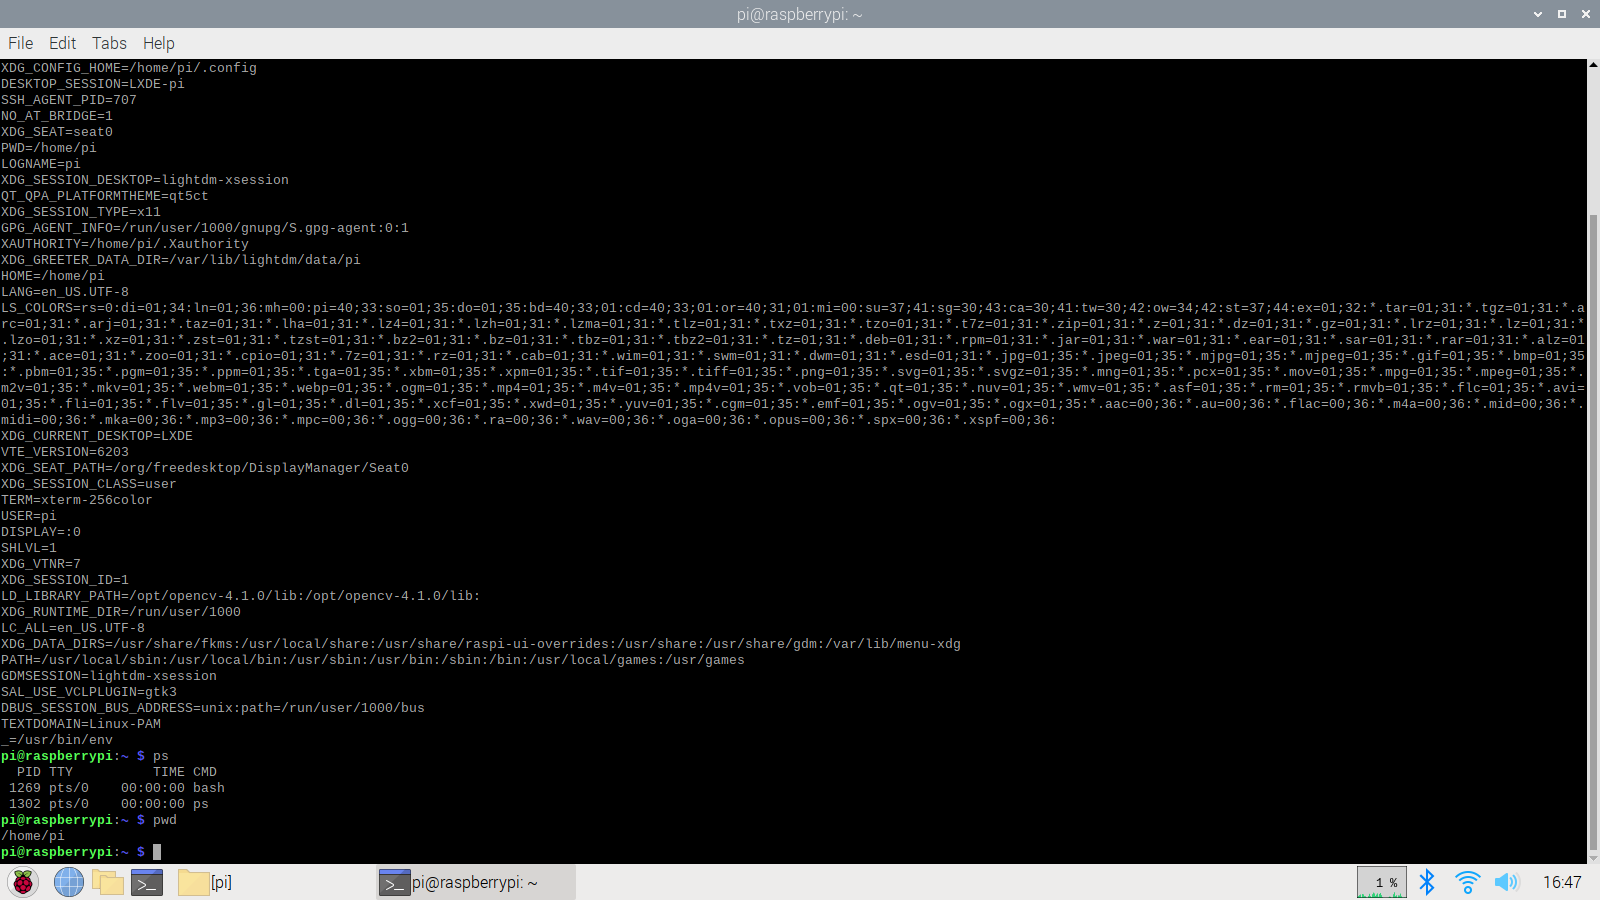 pi@raspberrypi: ~
File Edit Tabs Help
XDG_CONFIG_HOME=/home/pi/.config
DESKTOP_SESSION=LXDE-pi
SSH_AGENT_PID=707
NO_AT_BRIDGE=1
XDG_SEAT=seat0
PWD=/home/pi
LOGNAME=pi
XDG_SESSION_DESKTOP=lightdm-xsession
QT_QPA_PLATFORMTHEME=qt5ct
XDG_SESSION_TYPE=x11
GPG_AGENT_INFO=/run/user/1000/gnupg/S.gpg-agent:0:1
XAUTHORITY=/home/pi/.Xauthority
XDG_GREETER_DATA_DIR=/var/lib/lightdm/data/pi
HOME=/home/pi
LANG=en_US.UTF-8
LS_COLORS=rs=0:di=01;34:ln=01;36:mh=00:pi=40;33:so=01;35:do=01;35:bd=40;33;01:cd=40;33;01:or=40;31;01:mi=00:su=37;41:sg=30;43:ca=30;41:tw=30;42:ow=34;42:st=37;44:ex=01;32:*.tar=01;31:*.tgz=01;31:*.a
rc=01;31:*.arj=01;31:*.taz=01;31:*.lha=01;31:*.lz4=01;31:*.lzh=01;31:*.lzma=01;31:*.tlz=01;31:*.txz=01;31:*.tzo=01;31:*.t7z=01;31:*.zip=01;31:*.z=01;31:*.dz=01;31:*.gz=01;31:*.lrz=01;31:*.lz=01;31:*
.lzo=01;31:*.xz=01;31:*.zst=01;31:*.tzst=01;31:*.bz2=01;31:*.bz=01;31:*.tbz=01;31:*.tbz2=01;31:*.tz=01;31:*.deb=01;31:*.rpm=01;31:*.jar=01;31:*.war=01;31:*.ear=01;31:*.sar=01;31:*.rar=01;31:*.alz=01
;31:*.ace=01;31:*.zoo=01;31:*.cpio=01;31:*.7z=01;31:*.rz=01;31:*.cab=01;31:*.wim=01;31:*.swm=01;31:*.dwm=01;31:*.esd=01;31:*.jpg=01;35:*.jpeg=01;35:*.mjpg=01;35:*.mjpeg=01;35:*.gif=01;35:*.bmp=01;35
:*.pbm=01;35:*.pgm=01;35:*.ppm=01;35:*.tga=01;35:*.xbm=01;35:*.xpm=01;35:*.tif=01;35:*.tiff=01;35:*.png=01;35:*.svg=01;35:*.svgz=01;35:*.mng=01;35:*.pcx=01;35:*.mov=01;35:*.mpg=01;35:*.mpeg=01;35:*.
m2v=01;35:*.mkv=01;35:*.webm=01;35:*.webp=01;35:*.ogm=01;35:*.mp4=01;35:*.m4v=01;35:*.mp4v=01;35:*.vob=01;35:*.qt=01;35:*.nuv=01;35:*.wmv=01;35:*.asf=01;35:*.rm=01;35:*.rmvb=01;35:*.flc=01;35:*.avi=
01;35:*.fli=01;35:*.flv=01;35:*.gl=01;35:*.dl=01;35:*.xcf=01;35:*.xwd=01;35:*.yuv=01;35:*.cgm=01;35:*.emf=01;35:*.ogv=01;35:*.ogx=01;35:*.aac=00;36:*.au=00;36:*.flac=00;36:*.m4a=00;36:*.mid=00;36:*.
midi=00;36:*.mka=00;36:*.mp3=00;36:*.mpc=00;36:*.ogg=00;36:*.ra=00;36:*.wav=00;36:*.oga=00;36:*.opus=00;36:*.spx=00;36:*.xspf=00;36:
XDG_CURRENT_DESKTOP=LXDE
VTE_VERSION=6203
XDG_SEAT_PATH=/org/freedesktop/DisplayManager/Seat0
XDG_SESSION_CLASS=user
TERM=xterm-256color
USER=pi
DISPLAY=:0
SHLVL=1
XDG_VTNR=7
XDG_SESSION_ID=1
LD_LIBRARY_PATH=/opt/opencv-4.1.0/lib:/opt/opencv-4.1.0/lib:
XDG_RUNTIME_DIR=/run/user/1000
LC_ALL=en_US.UTF-8
XDG_DATA_DIRS=/usr/share/fkms:/usr/local/share:/usr/share/raspi-ui-overrides:/usr/share:/usr/share/gdm:/var/lib/menu-xdg
PATH=/usr/local/sbin:/usr/local/bin:/usr/sbin:/usr/bin:/sbin:/bin:/usr/local/games:/usr/games
GDMSESSION=lightdm-xsession
SAL_USE_VCLPLUGIN=gtk3
DBUS_SESSION_BUS_ADDRESS=unix:path=/run/user/1000/bus
TEXTDOMAIN=Linux-PAM
_=/usr/bin/env
pi@raspberrypi:~ $ ps
  PID TTY          TIME CMD
 1269 pts/0    00:00:00 bash
 1302 pts/0    00:00:00 ps
pi@raspberrypi:~ $ pwd
/home/pi
pi@raspberrypi:~ $
>_ [pi] >_ pi@raspberrypi: ~ 1 % 16:47